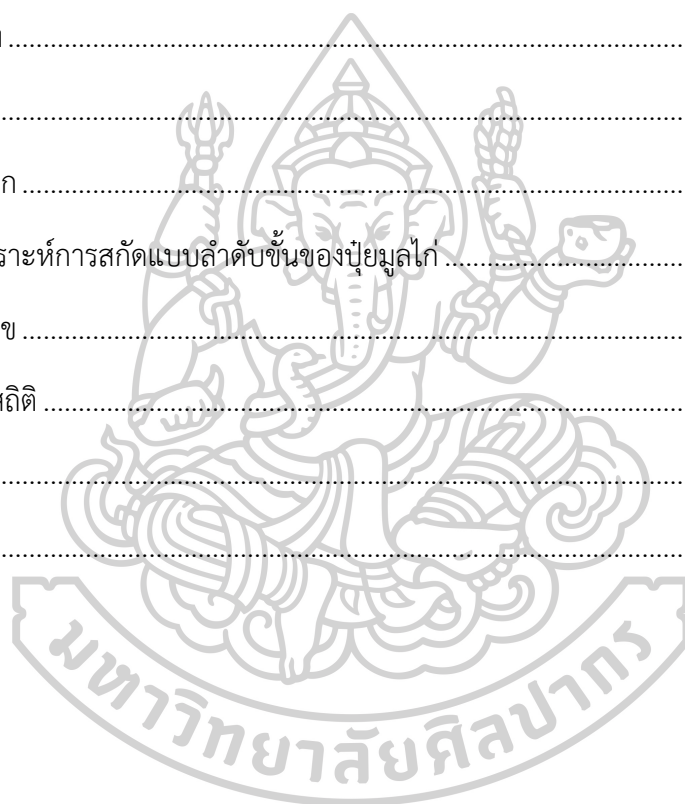 ........................................................................
........................................................................
ก ........................................................................
ราะห์การสกัดแบบลำดับขั้นของปุ๋ยมูลไก่ ........................................
ข ........................................................................
สถิติ ....................................................................
........................................................................
........................................................................
มหาวิทยาลัยศิลปากร